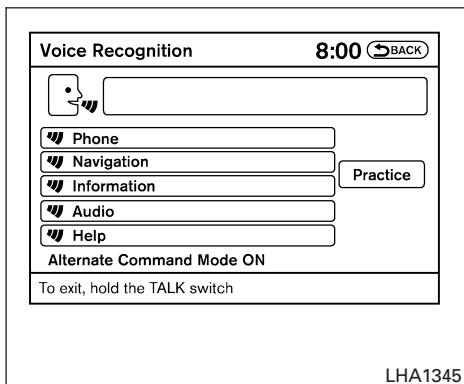 Voice Recognition 8:00 BACK
Phone
Navigation
Information
Practice
Audio
Help
Alternate Command Mode ON
To exit, hold the TALK switch
LHA1345